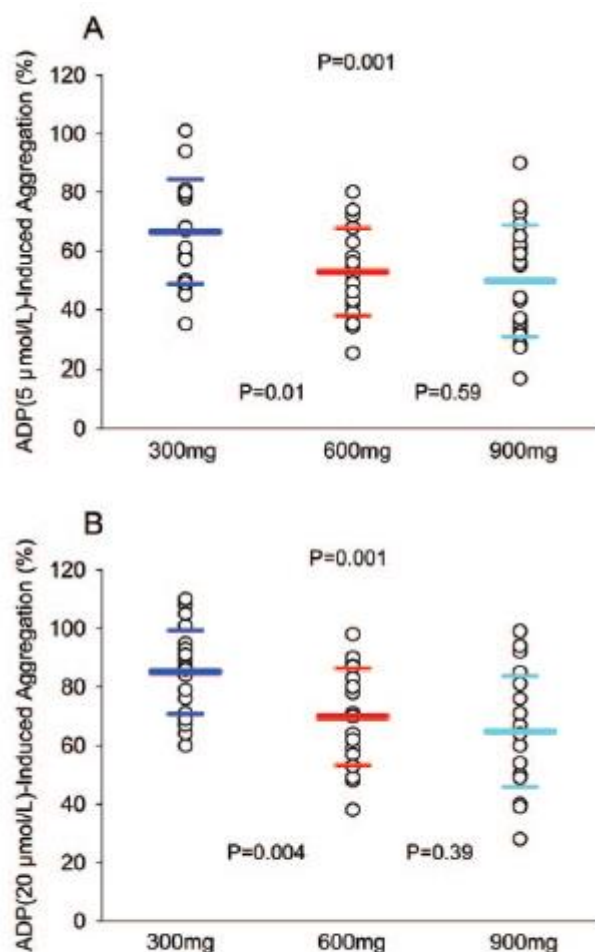 A
P=0.001
ADP(5 µmol/L)-Induced Aggregation (%)
120
100
80
60
40
20
0
P=0.01 P=0.59
300mg 600mg 900mg
B
P=0.001
ADP(20 µmol/L)-Induced Aggregation (%)
120
100
80
60
40
20
0
P=0.004 P=0.39
300mg 600mg 900mg